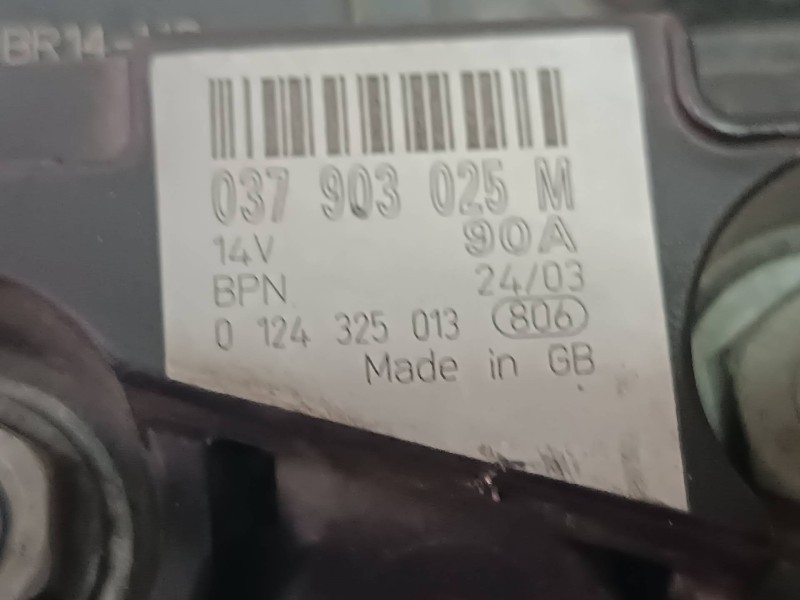 037 903 025 M
14V 90A
BPN 24/03
0 124 325 013 806
Made in GB